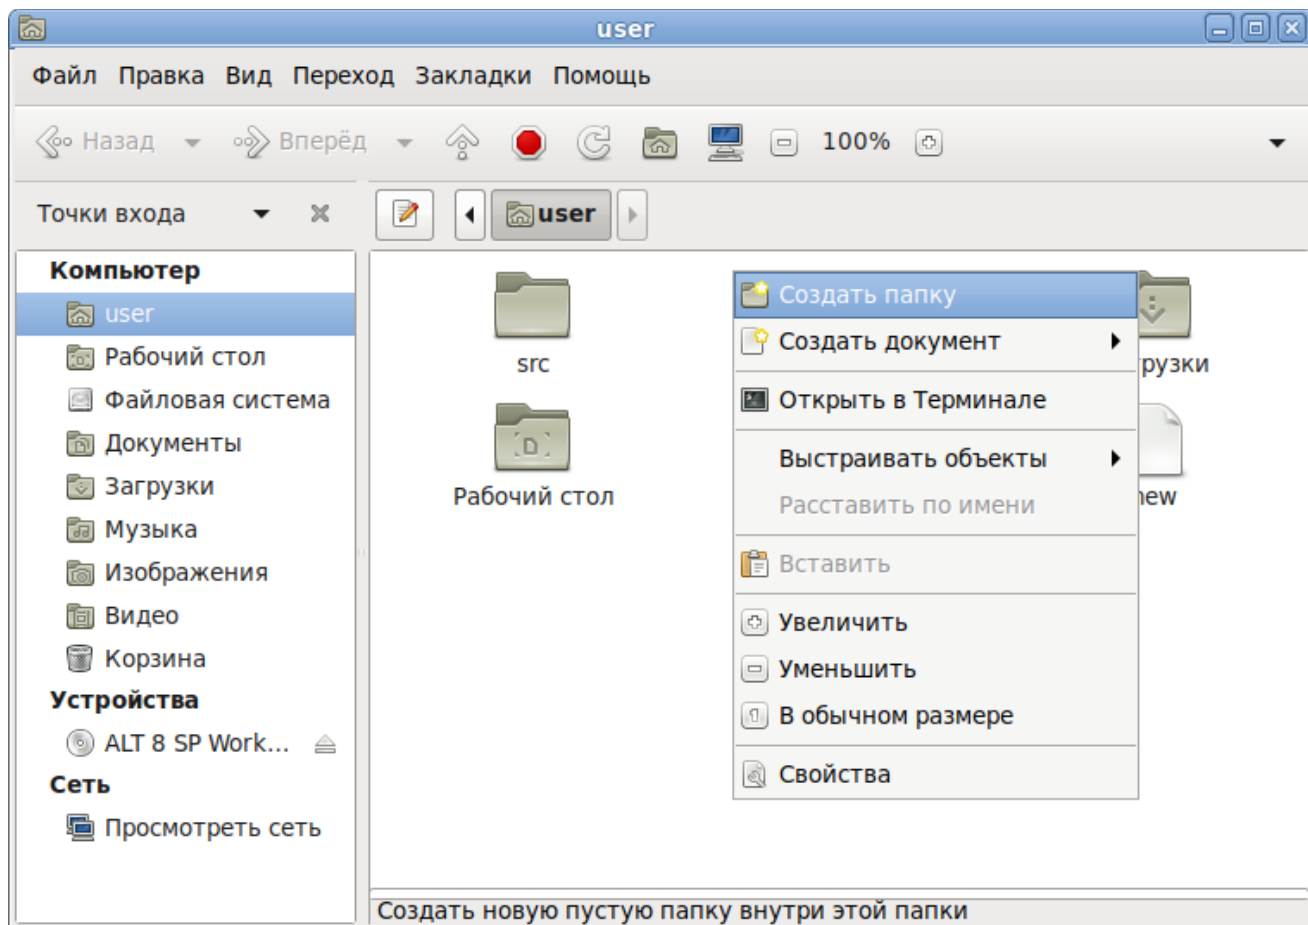 user
Файл Правка Вид Переход Закладки Помощь
Назад Вперёд 100%
Точки входа
user
Компьютер
user
Рабочий стол
Файловая система
Документы
Загрузки
Музыка
Изображения
Видео
Корзина
Устройства
ALT 8 SP Work...
Сеть
Просмотреть сеть
src
Рабочий стол
Создать папку
Создать документ
Открыть в Терминале
Выстраивать объекты
Расставить по имени
Вставить
Увеличить
Уменьшить
В обычном размере
Свойства
рузки
Создать новую пустую папку внутри этой папки